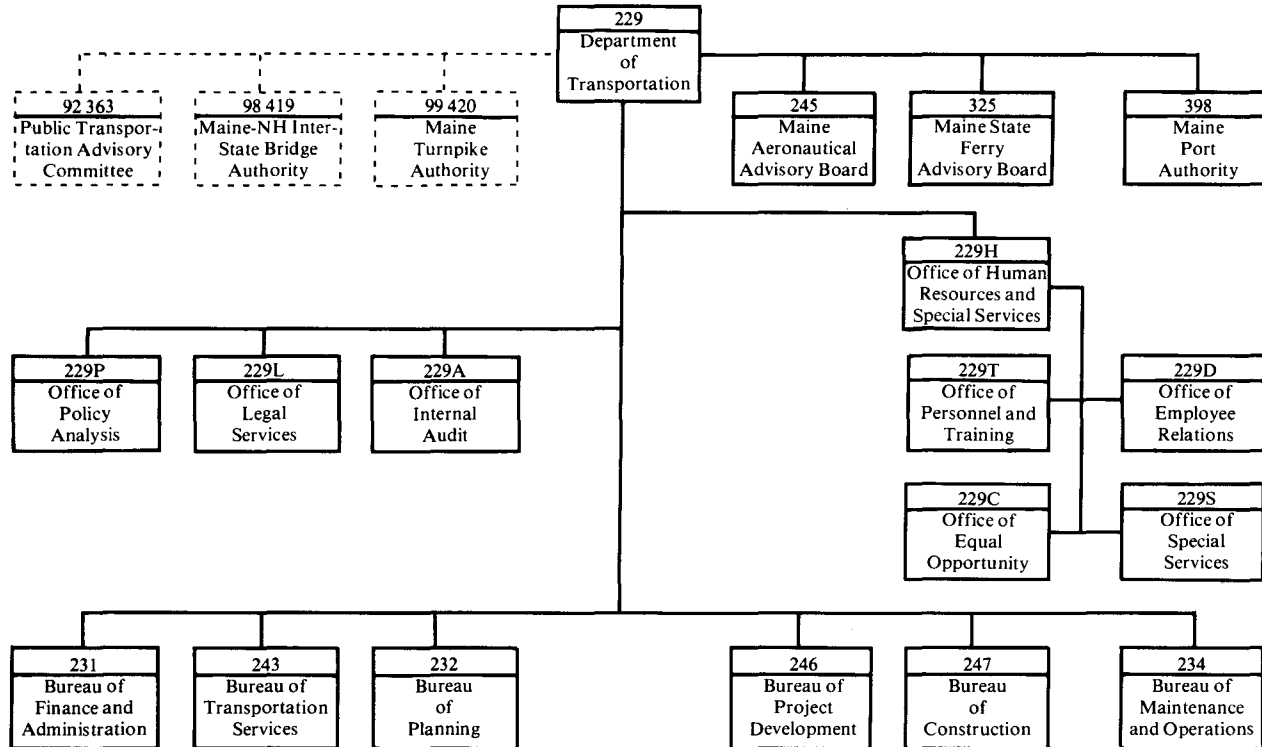 229
Department
of
Transportation
92 363
Public Transpor-
tation Advisory
Committee
98 419
Maine-NH Inter-
State Bridge
Authority
99 420
Maine
Turnpike
Authority
245
Maine
Aeronautical
Advisory Board
325
Maine State
Ferry
Advisory Board
398
Maine
Port
Authority
229H
Office of Human
Resources and
Special Services
229P
Office of
Policy
Analysis
229L
Office of
Legal
Services
229A
Office of
Internal
Audit
229T
Office of
Personnel and
Training
229D
Office of
Employee
Relations
229C
Office of
Equal
Opportunity
229S
Office of
Special
Services
231
Bureau of
Finance and
Administration
243
Bureau of
Transportation
Services
232
Bureau
of
Planning
246
Bureau of
Project
Development
247
Bureau
of
Construction
234
Bureau of
Maintenance
and Operations